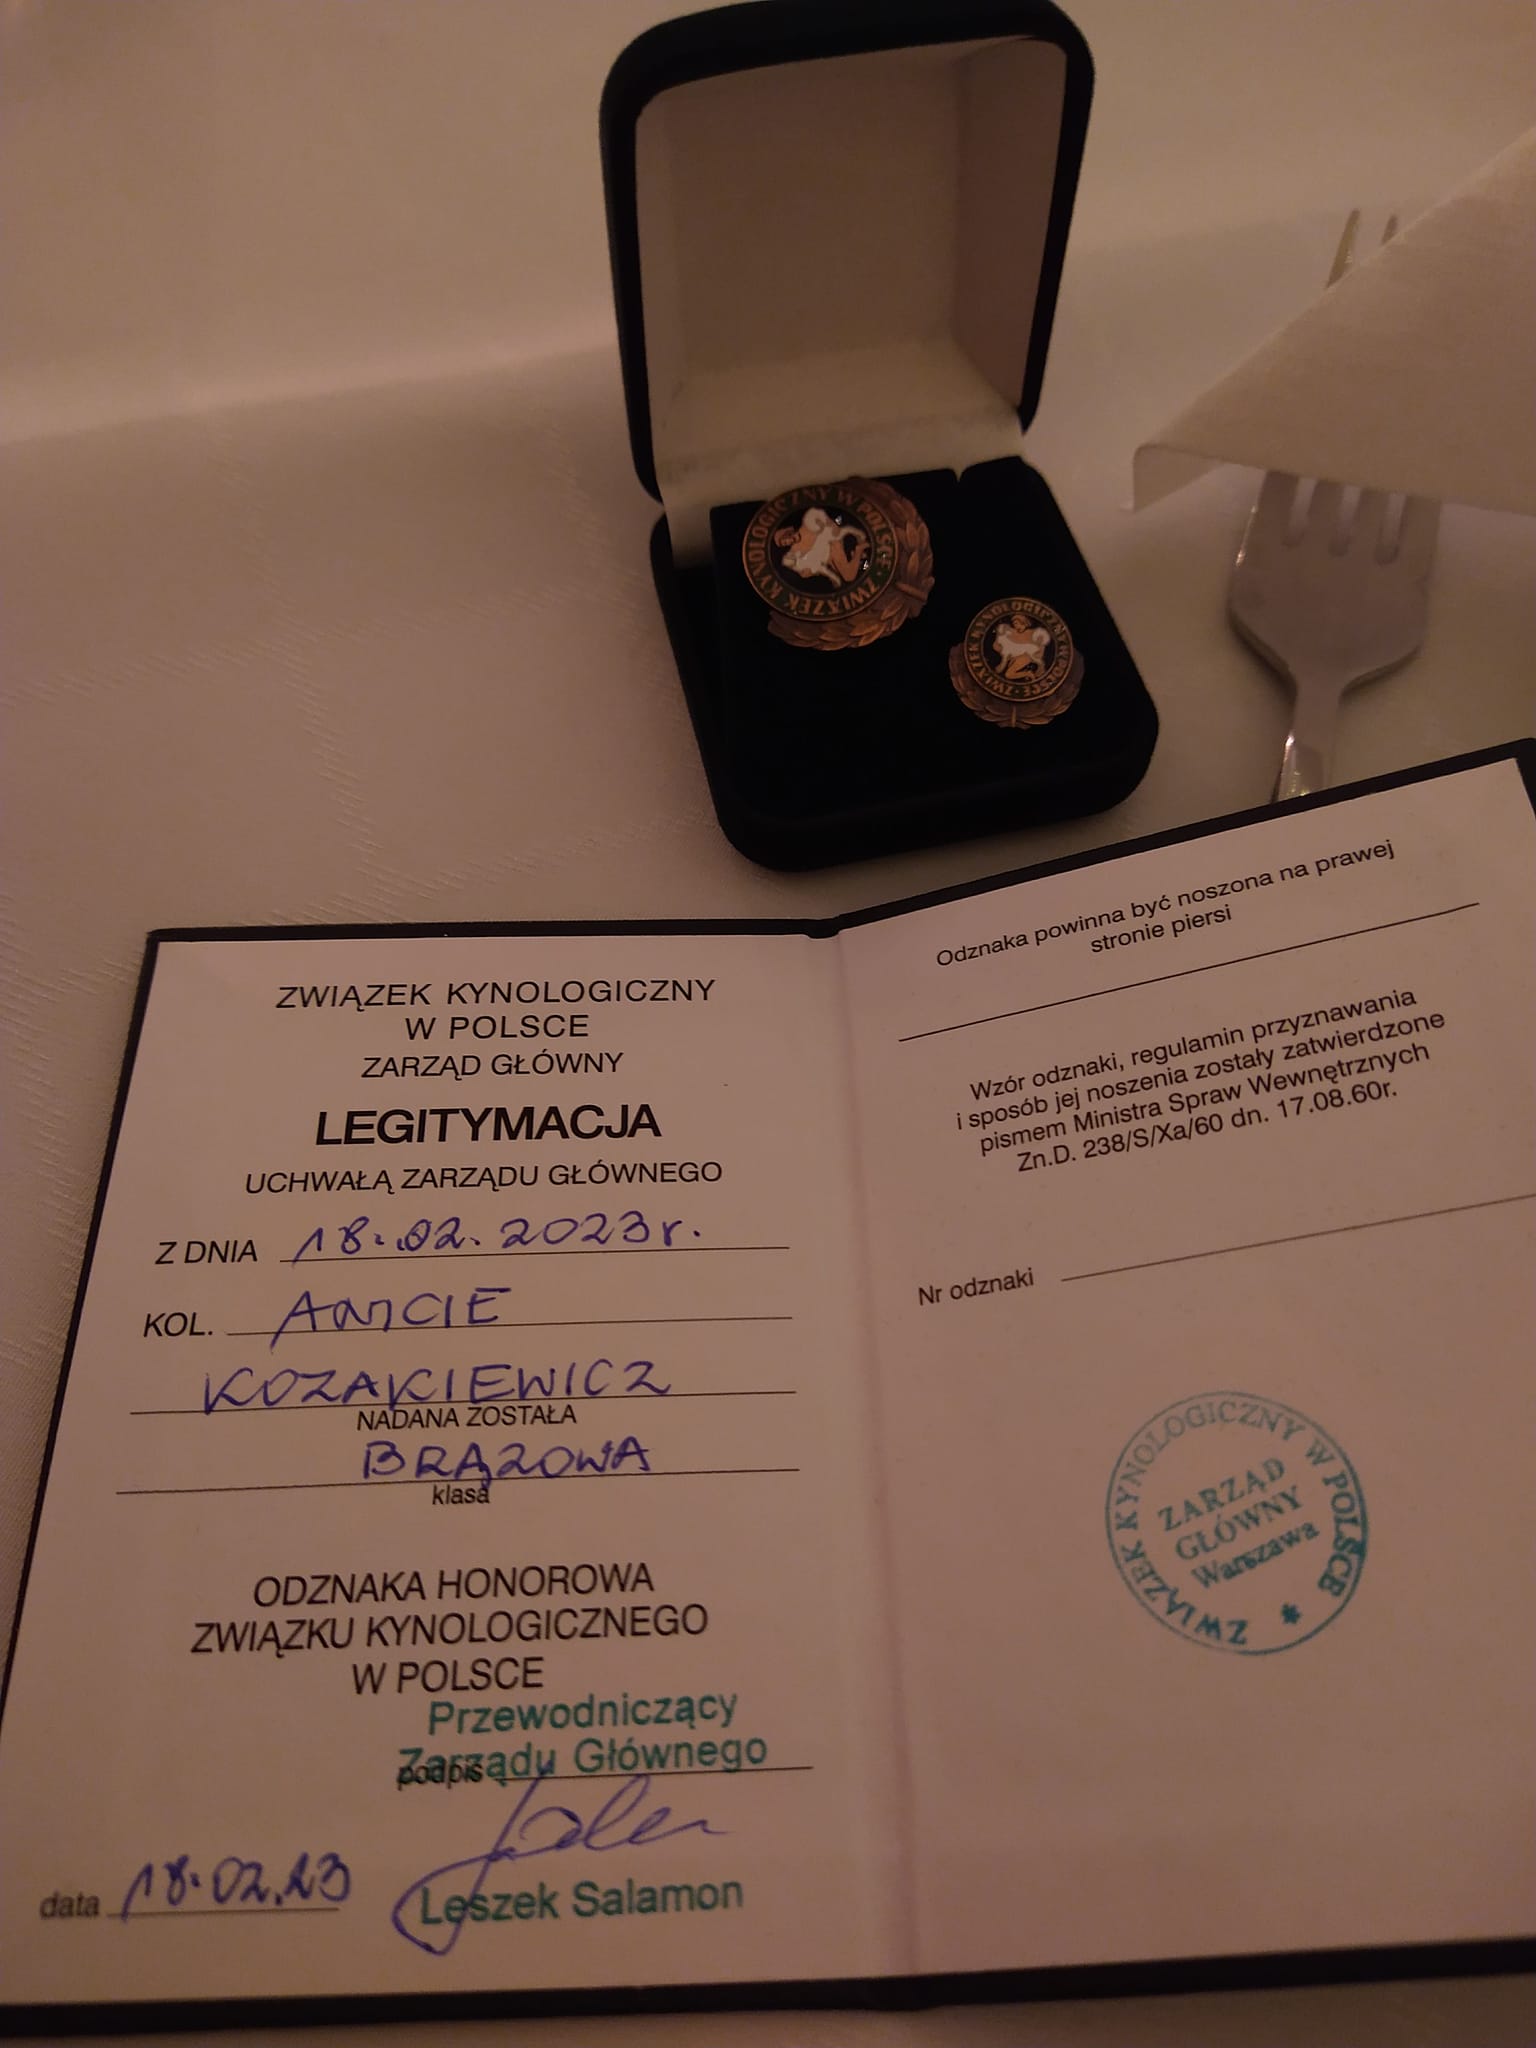 ZWIĄZEK KYNOLOGICZNY W POLSCE
ZWIĄZEK KYNOLOGICZNY W POLSCE
ZWIĄZEK KYNOLOGICZNY
W POLSCE
ZARZĄD GŁÓWNY
LEGITYMACJA
UCHWAŁĄ ZARZĄDU GŁÓWNEGO
Z DNIA 18.02.2023r.
KOL. ANCIE
KOZAKIEWICZ
NADANA ZOSTAŁA
BRĄZOWA
klasa
ODZNAKA HONOROWA
ZWIĄZKU KYNOLOGICZNEGO
W POLSCE
Przewodniczący
Zarządu Głównego
podpis
Leszek Salamon
data 18.02.23
Odznaka powinna być noszona na prawej
stronie piersi
Wzór odznaki, regulamin przyznawania
i sposób jej noszenia zostały zatwierdzone
pismem Ministra Spraw Wewnętrznych
Zn.D. 238/S/Xa/60 dn. 17.08.60r.
Nr odznaki
ZWIĄZEK KYNOLOGICZNY W POLSCE *
ZARZĄD
GŁÓWNY
Warszawa